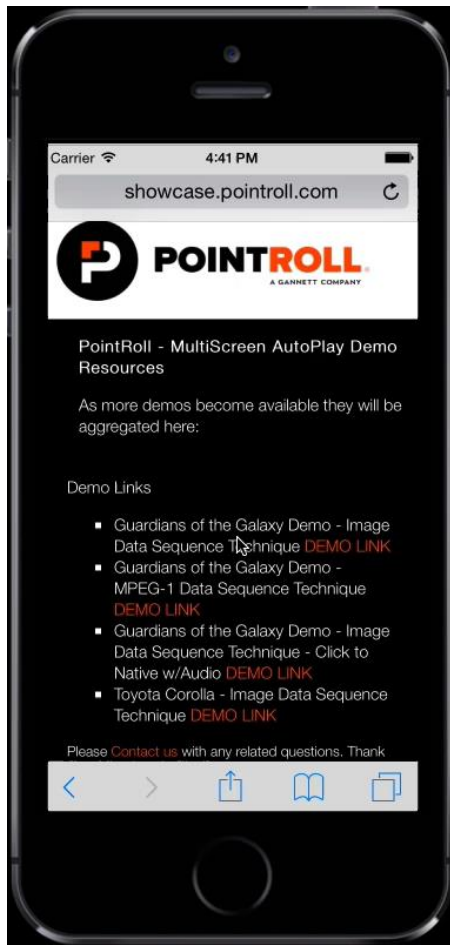 Carrier 4:41 PM
showcase.pointroll.com
POINTROLL.
A GANNETT COMPANY
PointRoll - MultiScreen AutoPlay Demo
Resources
As more demos become available they will be
aggregated here:
Demo Links
Guardians of the Galaxy Demo - Image
Data Sequence Technique DEMO LINK
Guardians of the Galaxy Demo -
MPEG-1 Data Sequence Technique
DEMO LINK
Guardians of the Galaxy Demo - Image
Data Sequence Technique - Click to
Native w/Audio DEMO LINK
Toyota Corolla - Image Data Sequence
Technique DEMO LINK
Please Contact us with any related questions. Thank